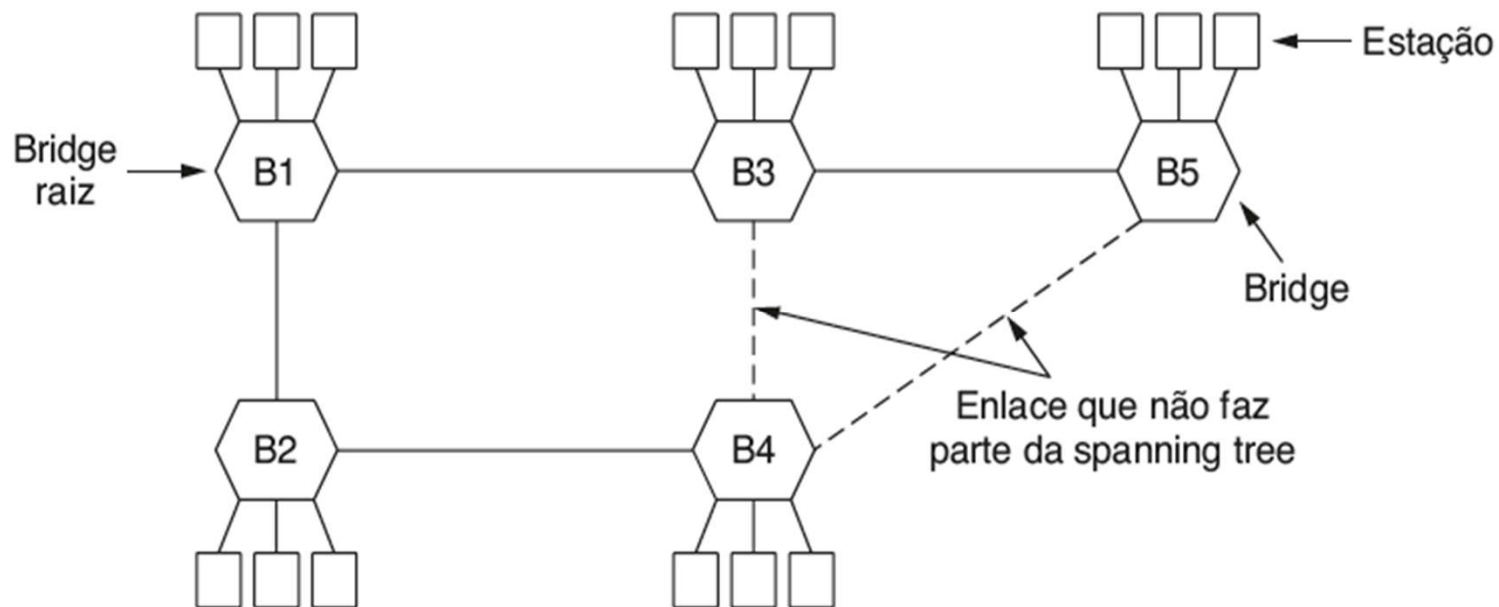 Estação
Bridge
raiz
B1
B3
B5
Bridge
Enlace que não faz
parte da spanning tree
B2
B4